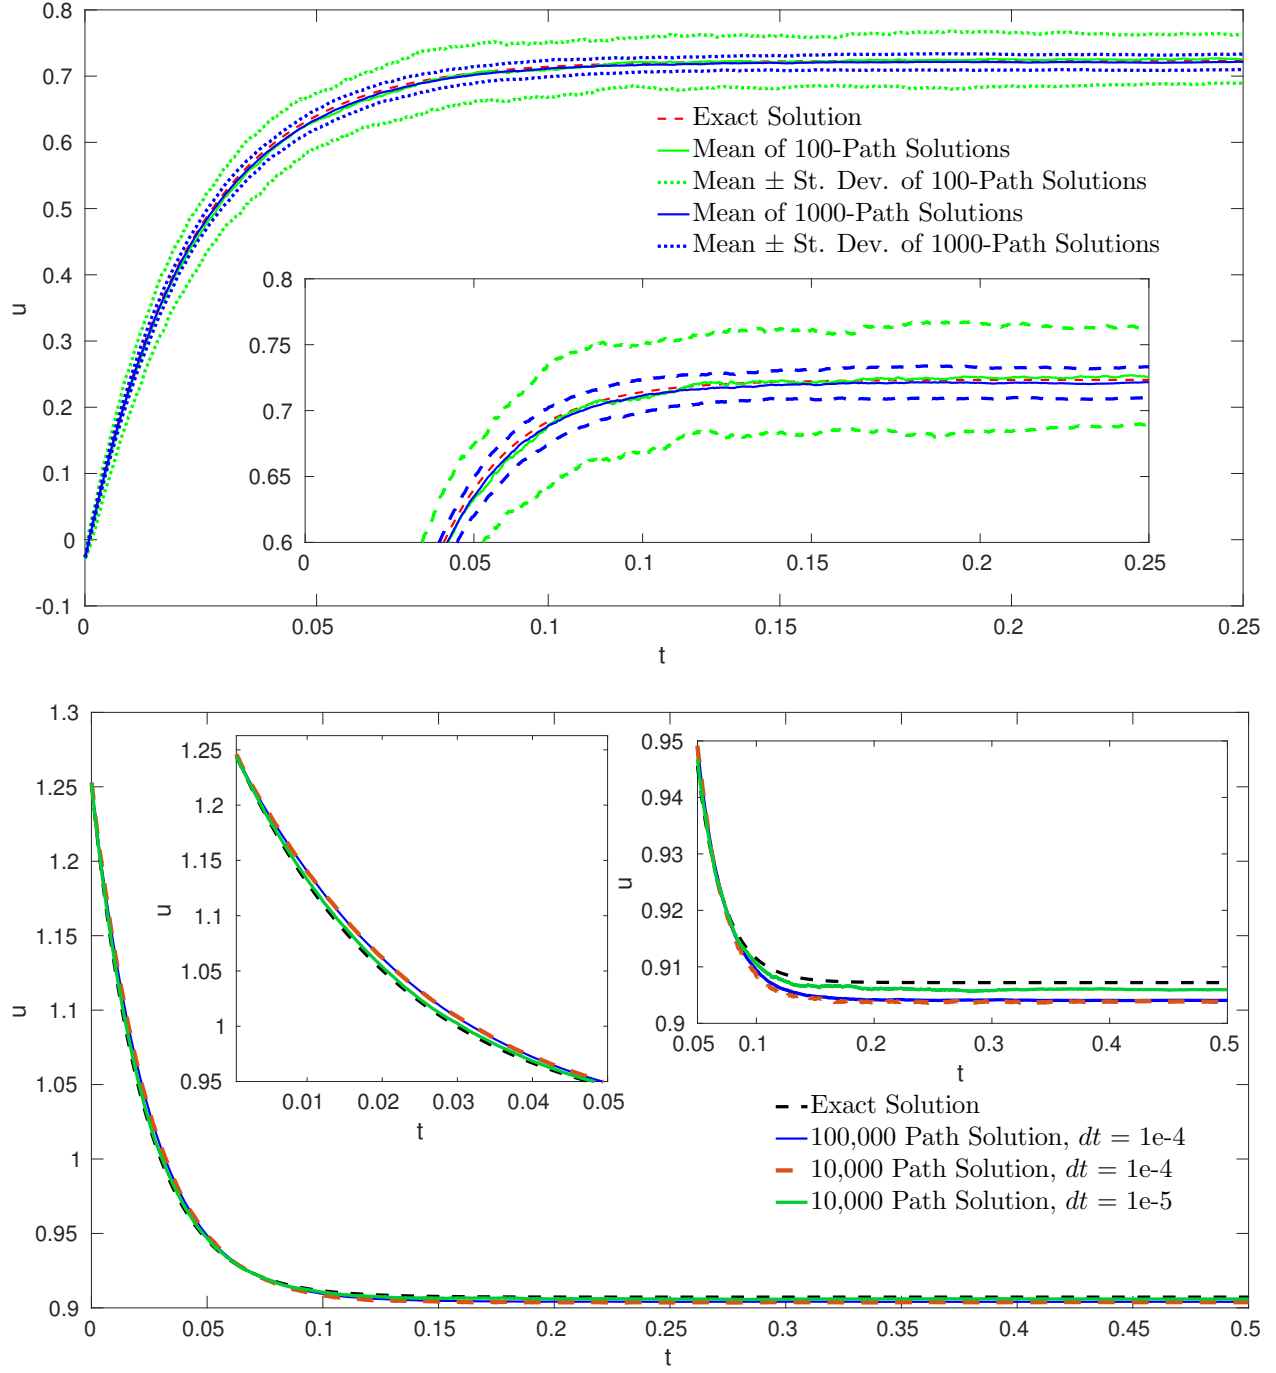 0.8
0.7
0.6
0.5
0.4
0.3
0.2
0.1
0
-0.1
u
0 0.05 0.1 0.15 0.2 0.25
t
Exact Solution
Mean of 100-Path Solutions
Mean ± St. Dev. of 100-Path Solutions
Mean of 1000-Path Solutions
Mean ± St. Dev. of 1000-Path Solutions
0.8
0.75
0.7
0.65
0.6
0 0.05 0.1 0.15 0.2 0.25
1.3
1.25
1.2
1.15
1.1
1.05
1
0.95
0.9
u
0 0.05 0.1 0.15 0.2 0.25 0.3 0.35 0.4 0.45 0.5
t
1.25
1.2
1.15
1.1
1.05
1
0.95
u
0.01 0.02 0.03 0.04 0.05
t
0.95
0.94
0.93
0.92
0.91
0.9
u
0.05 0.1 0.2 0.3 0.4 0.5
t
Exact Solution
100,000 Path Solution, dt = 1e-4
10,000 Path Solution, dt = 1e-4
10,000 Path Solution, dt = 1e-5